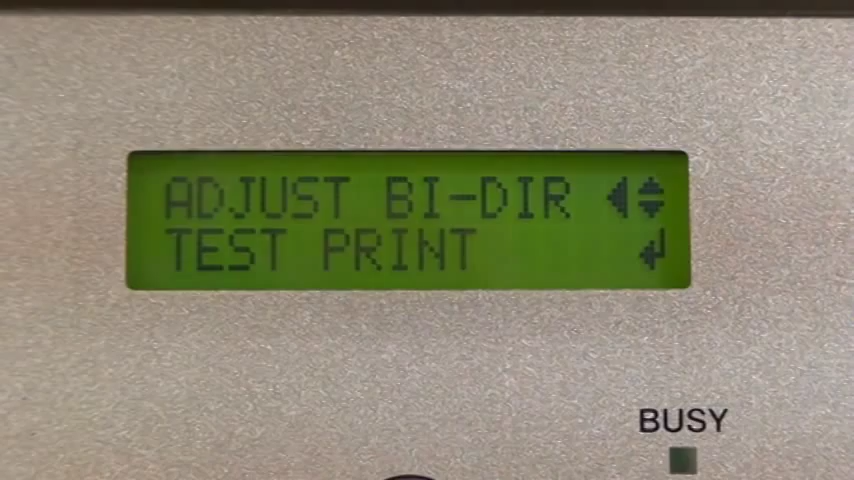 ADJUST BI-DIR ◀♦
TEST PRINT ↵
BUSY